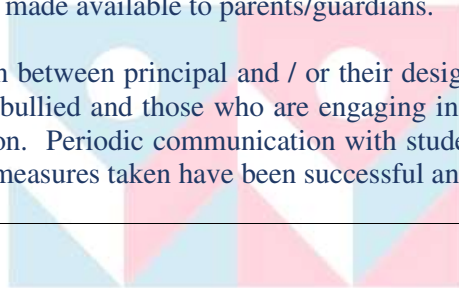 made available to parents/guardians.
between principal and / or their desig
bullied and those who are engaging in
on. Periodic communication with stude
measures taken have been successful an